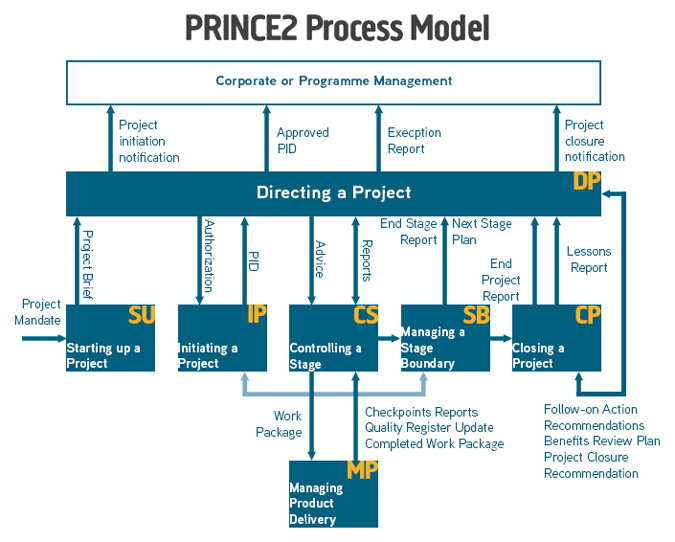 PRINCE2 Process Model
Corporate or Programme Management
Project
initiation
notification
Approved
PID
Execption
Report
Project
closure
notification
DP
Directing a Project
Project Brief
Authorization
PID
Advice
Reports
End Stage
Report
Next Stage
Plan
End
Project
Report
Lessons
Report
Project
Mandate
SU
Starting up a
Project
IP
Initiating a
Project
CS
Controlling a
Stage
SB
Managing a
Stage
Boundary
CP
Closing a
Project
Work
Package
Checkpoints Reports
Quality Register Update
Completed Work Package
Follow-on Action
Recommendations
Benefits Review Plan
Project Closure
Recommendation
MP
Managing
Product
Delivery